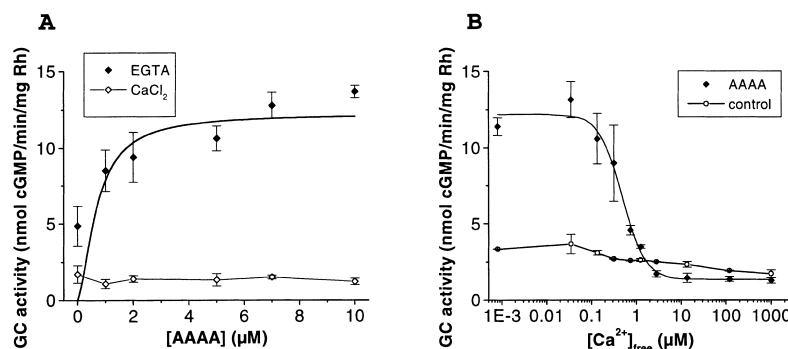 A
EGTA
CaCl2
GC activity (nmol cGMP/min/mg Rh)
15
10
5
0
0 2 4 6 8 10
[AAAA] (µM)
B
AAAA
control
GC activity (nmol cGMP/min/mg Rh)
15
10
5
0
1E-3 0.01 0.1 1 10 100 1000
[Ca2+]free (µM)